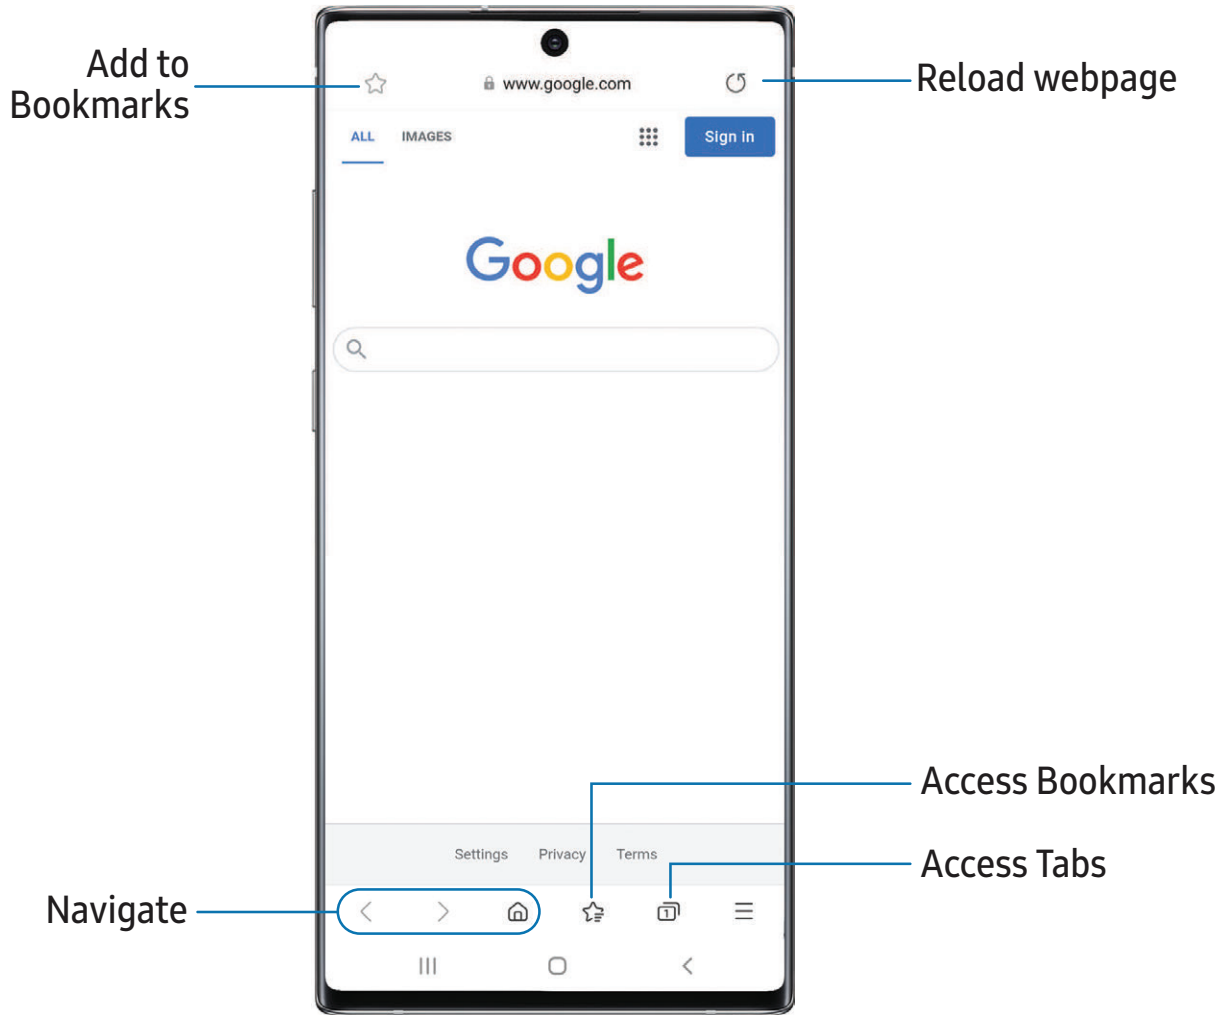 Add to
Bookmarks
www.google.com
Reload webpage
ALL IMAGES
Sign in
Google
Access Bookmarks
Settings Privacy Terms
Access Tabs
Navigate
1